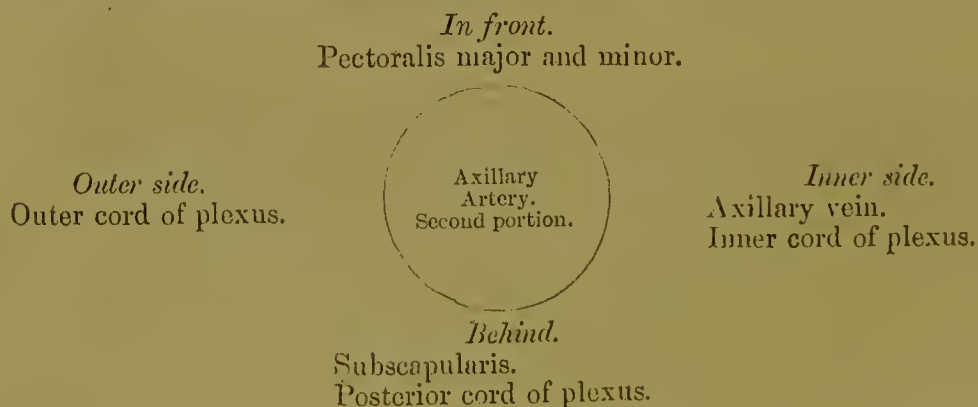 In front.
Pectoralis major and minor.
Outer side.
Outer cord of plexus.
Axillary
Artery.
Second portion.
Inner side.
Axillary vein.
Inner cord of plexus.
Behind.
Subscapularis.
Posterior cord of plexus.